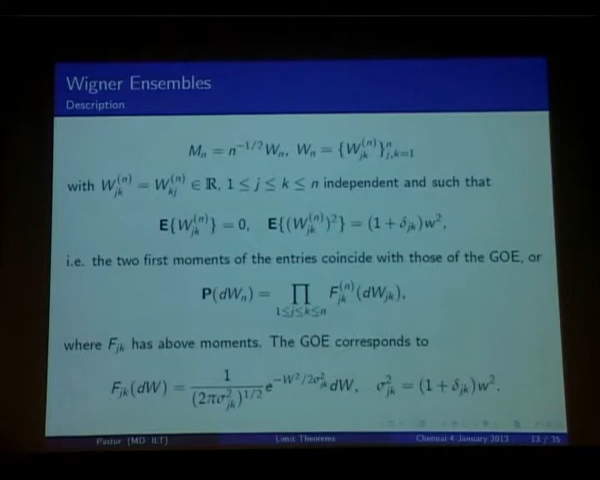 Wigner Ensembles
Description
M_n = n^{-1/2} W_n, W_n = {W_{jk}^{(n)}}_{j,k=1}^n
with W_{jk}^{(n)} = W_{kj}^{(n)} ∈ ℝ, 1 ≤ j ≤ k ≤ n independent and such that
E{W_{jk}^{(n)}} = 0, E{(W_{jk}^{(n)})^2} = (1 + δ_{jk})w^2,
i.e. the two first moments of the entries coincide with those of the GOE, or
P(dW_n) = ∏_{1≤j≤k≤n} F_{jk}^{(n)}(dW_{jk}),
where F_{jk} has above moments. The GOE corresponds to
F_{jk}(dW) = \frac{1}{(2πσ_{jk}^2)^{1/2}} e^{-W^2/2σ_{jk}^2} dW, σ_{jk}^2 = (1 + δ_{jk})w^2.
Pastur (MD ILT) Limit Theorems Chennai 4 January 2013 13 / 35